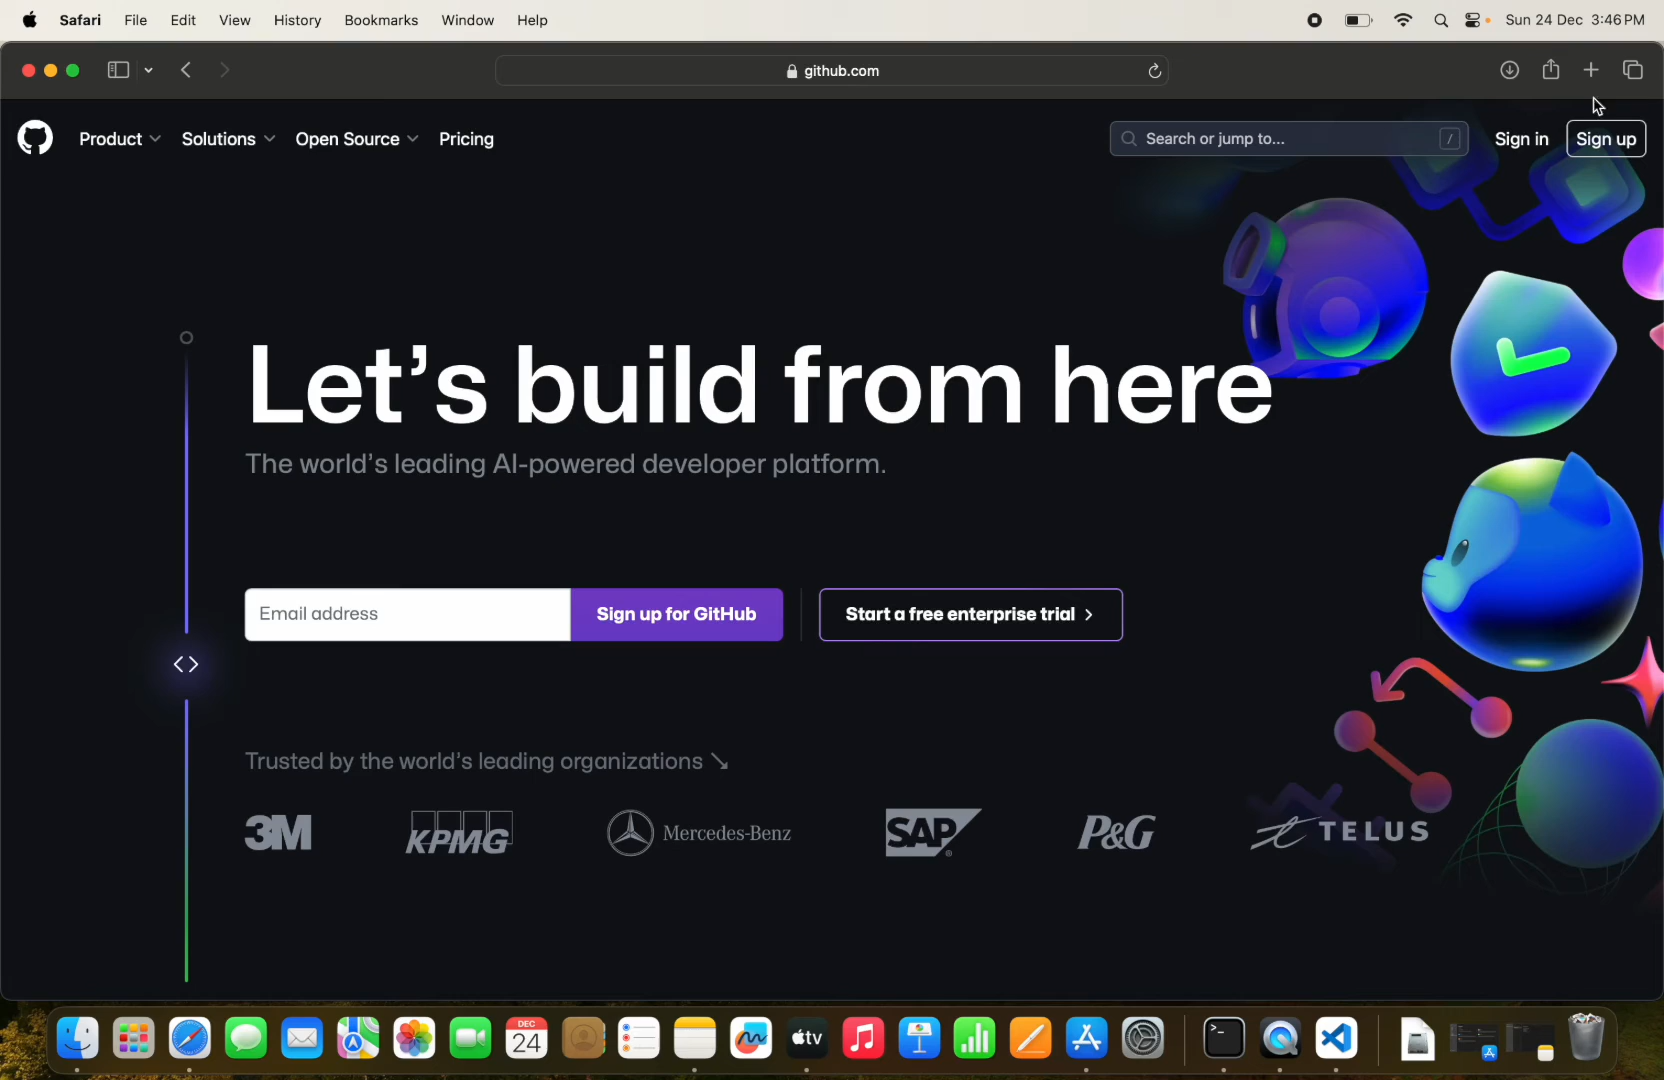 Safari File Edit View History Bookmarks Window Help Sun 24 Dec 3:46 PM
github.com
Product Solutions Open Source Pricing Search or jump to... / Sign in Sign up
Let's build from here
The world's leading AI-powered developer platform.
Email address Sign up for GitHub Start a free enterprise trial
Trusted by the world's leading organizations
3M KPMG Mercedes-Benz SAP P&G TELUS
DEC
24
tv